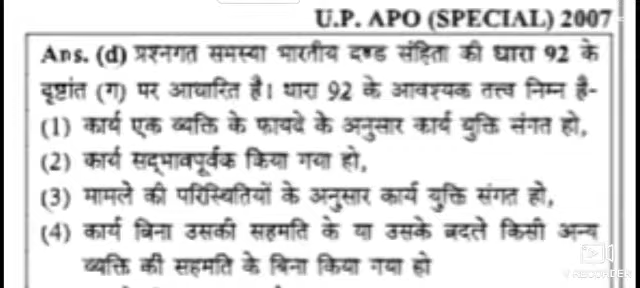 U.P. APO (SPECIAL) 2007
Ans. (d) प्रश्नगत समस्या भारतीय दण्ड संहिता की धारा 92 के
दृष्टांत (ग) पर आधारित है। धारा 92 के आवश्यक तत्त्व निम्न हैं-
(1) कार्य एक व्यक्ति के फायदे के अनुसार कार्य युक्ति संगत हो,
(2) कार्य सद्भावपूर्वक किया गया हो,
(3) मामले की परिस्थितियों के अनुसार कार्य युक्ति संगत हो,
(4) कार्य बिना उसकी सहमति के या उसके बदले किसी अन्य
व्यक्ति की सहमति के बिना किया गया हो
RECORDER